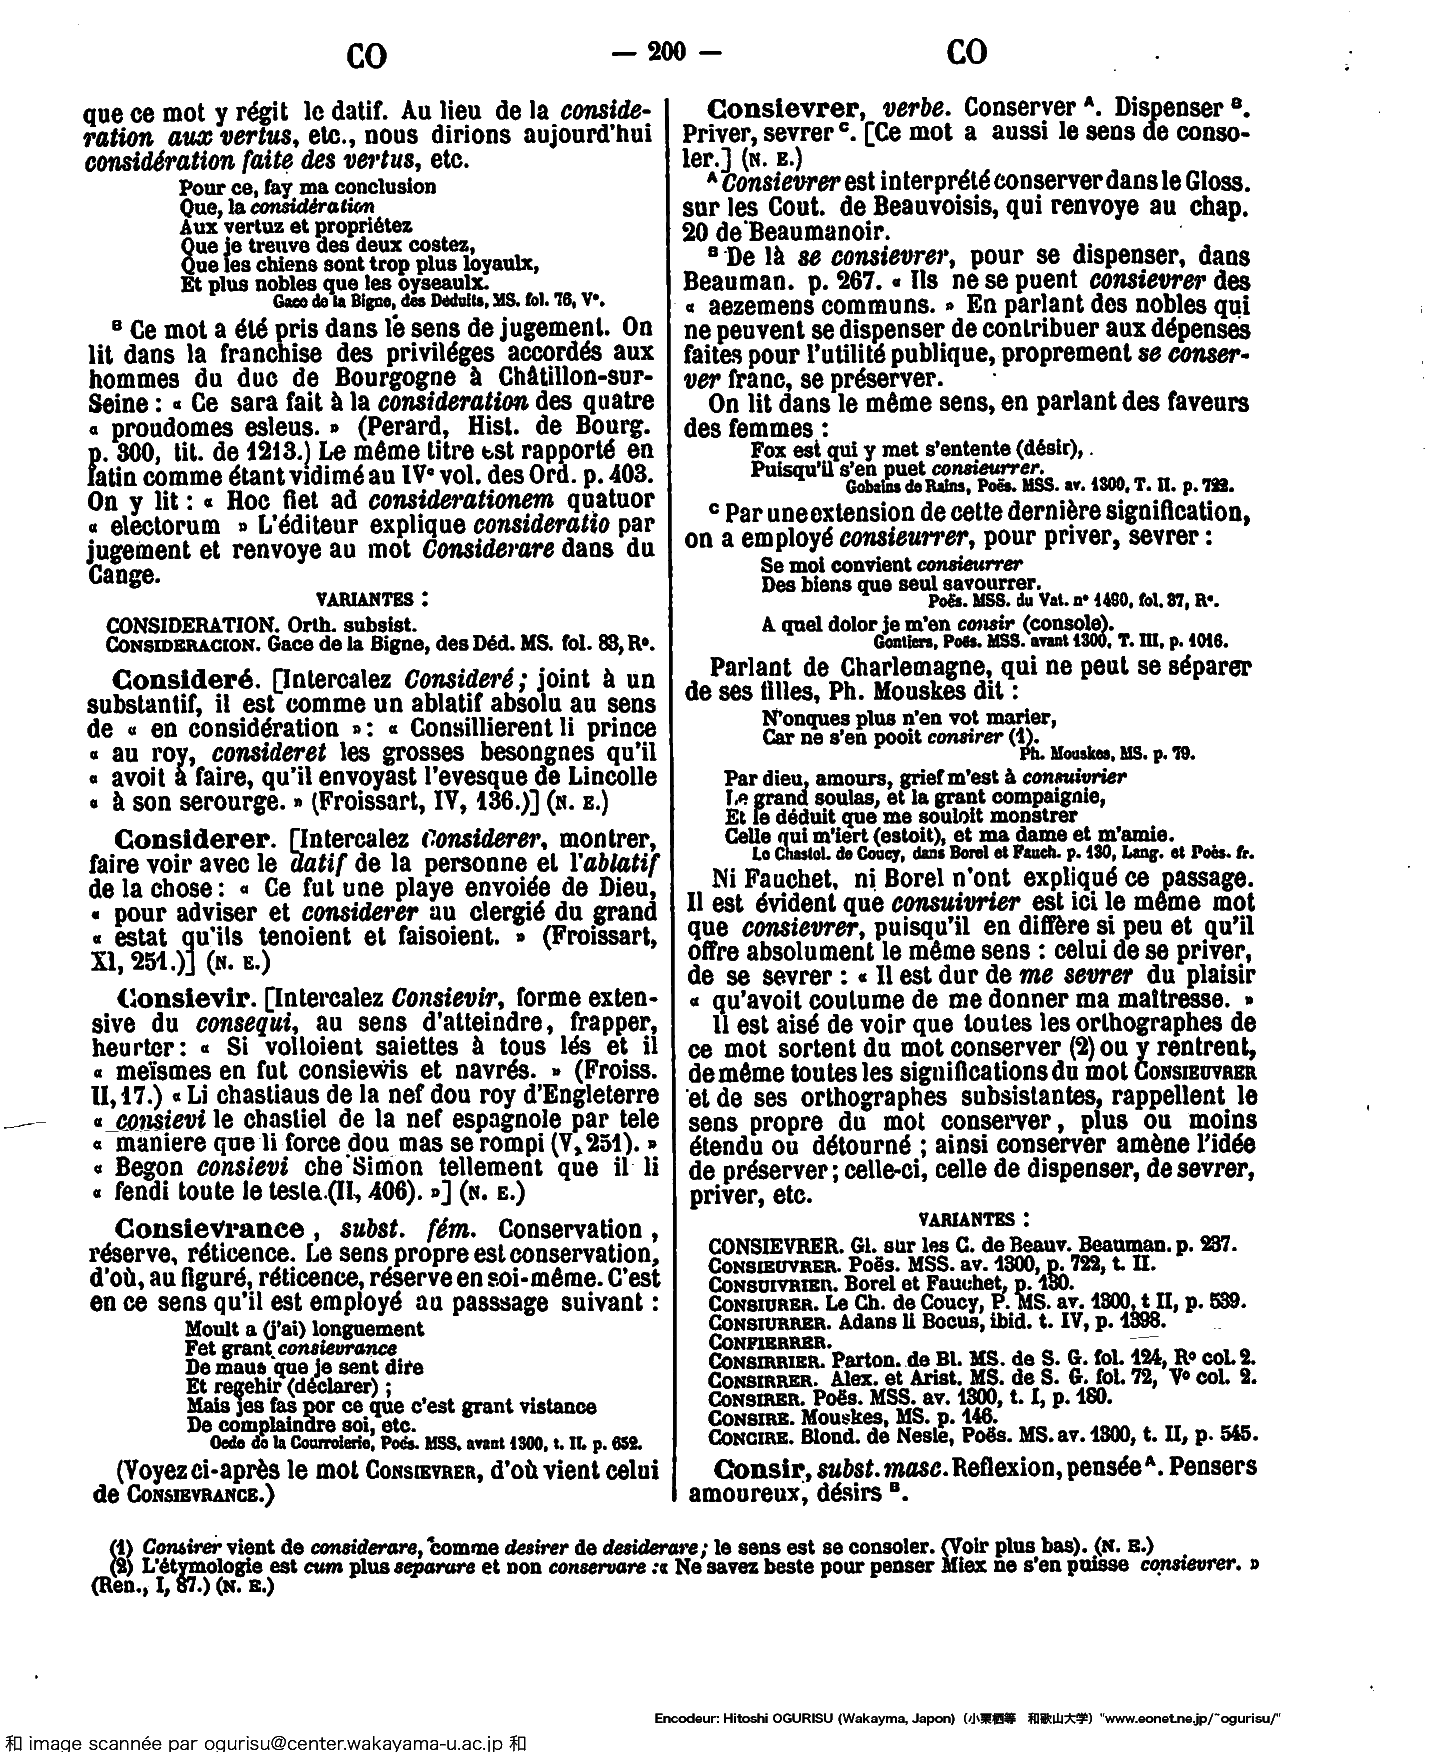 CO
— 200 —
CO
que ce mot y régit le datif. Au lieu de la conside-
ration aux vertus, etc., nous dirions aujourd'hui
considération faite des vertus, etc.
Pour ce, fay ma conclusion
Que, la considération
Aux vertuz et propriétez
Que je treuve des deux costez,
Que les chiens sont trop plus loyaulx,
Et plus nobles que les oyseaulx.
Gace de la Bigne, des Déduits, MS. fol. 76, V°.
B Ce mot a été pris dans le sens de jugement. On
lit dans la franchise des priviléges accordés aux
hommes du duc de Bourgogne à Châtillon-sur-
Seine : « Ce sara fait à la consideration des quatre
« proudomes esleus. » (Perard, Hist. de Bourg.
p. 300, tit. de 1213.) Le même titre est rapporté en
latin comme étant vidimé au IV° vol. des Ord. p. 403.
On y lit : « Hoc fiet ad considerationem quatuor
« electorum » L'éditeur explique consideratio par
jugement et renvoye au mot Considerare dans du
Cange.
VARIANTES :
CONSIDERATION. Orth. subsist.
CONSIDERACION. Gace de la Bigne, des Déd. MS. fol. 83, R°.
Consideré. [Intercalez Consideré ; joint à un
substantif, il est comme un ablatif absolu au sens
de « en considération » : « Consillierent li prince
« au roy, consideret les grosses besongnes qu'il
« avoit à faire, qu'il envoyast l'evesque de Lincolle
« à son serourge. » (Froissart, IV, 136.)] (N. E.)
Considerer. [Intercalez Considerer, montrer,
faire voir avec le datif de la personne et l'ablatif
de la chose : « Ce fut une playe envoiée de Dieu,
« pour adviser et considerer au clergié du grand
« estat qu'ils tenoient et faisoient. » (Froissart,
XI, 251.)] (N. E.)
Consievir. [Intercalez Consievir, forme exten-
sive du consequi, au sens d'atteindre, frapper,
heurter : « Si volloient saiettes à tous lés et il
« meïsmes en fut consiewis et navrés. » (Froiss.
II, 17.) « Li chastiaus de la nef dou roy d'Engleterre
« consievi le chastiel de la nef espagnole par tele
« maniere que li force dou mas se rompi (V, 251). »
« Begon consievi che Simon tellement que il li
« fendi toute le teste.(II, 406). »] (N. E.)
Consievrance , subst. fém. Conservation ,
réserve, réticence. Le sens propre est conservation,
d'où, au figuré, réticence, réserve en soi-même. C'est
en ce sens qu'il est employé au passsage suivant :
Moult a (j'ai) longuement
Fet grant consievrance
De maus que je sent dire
Et regehir (déclarer) ;
Mais jes fas por ce que c'est grant vistance
De complaindre soi, etc.
Oede de la Courroierie, Poés. MSS. avant 1300, t. II. p. 652.
(Voyez ci-après le mot CONSIEVRER, d'où vient celui
de CONSIEVRANCE.)
Consievrer, verbe. Conserver A. Dispenser B.
Priver, sevrer C. [Ce mot a aussi le sens de conso-
ler.] (N. E.)
A Consievrer est interprété conserver dans le Gloss.
sur les Cout. de Beauvoisis, qui renvoye au chap.
20 de Beaumanoir.
B De là se consievrer, pour se dispenser, dans
Beauman. p. 267. « Ils ne se puent consievrer des
« aezemens communs. » En parlant des nobles qui
ne peuvent se dispenser de contribuer aux dépenses
faites pour l'utilité publique, proprement se conser-
ver franc, se préserver.
On lit dans le même sens, en parlant des faveurs
des femmes :
Fox est qui y met s'entente (désir),
Puisqu'il s'en puet consieurrer.
Gobains de Rains, Poës. MSS. av. 1300, T. II. p. 722.
C Par une extension de cette dernière signification,
on a employé consieurrer, pour priver, sevrer :
Se moi convient consieurrer
Des biens que seul savourrer.
Poës. MSS. du Vat. n° 1490, fol. 87, R°.
A quel dolor je m'en consir (console).
Gontiers, Poës. MSS. avant 1300, T. III, p. 1016.
Parlant de Charlemagne, qui ne peut se séparer
de ses filles, Ph. Mouskes dit :
N'onques plus n'en vot marier,
Car ne s'en pooit consirer (1).
Ph. Mouskes, MS. p. 79.
Par dieu, amours, grief m'est à consuivrier
Le grand soulas, et la grant compaignie,
Et le déduit que me souloit monstrer
Celle qui m'iert (estoit), et ma dame et m'amie.
Le Chastel. de Coucy, dans Borel et Fauch. p. 130, Lang. et Poës. fr.
Ni Fauchet, ni Borel n'ont expliqué ce passage.
Il est évident que consuivrier est ici le même mot
que consievrer, puisqu'il en diffère si peu et qu'il
offre absolument le même sens : celui de se priver,
de se sevrer : « Il est dur de me sevrer du plaisir
« qu'avoit coutume de me donner ma maîtresse. »
Il est aisé de voir que toutes les orthographes de
ce mot sortent du mot conserver (2) ou y rentrent,
de même toutes les significations du mot CONSIEUVRER
et de ses orthographes subsistantes, rappellent le
sens propre du mot conserver, plus ou moins
étendu ou détourné ; ainsi conserver amène l'idée
de préserver ; celle-ci, celle de dispenser, de sevrer,
priver, etc.
VARIANTES :
CONSIEVRER. Gl. sur les C. de Beauv. Beauman. p. 237.
CONSIEUVRER. Poës. MSS. av. 1300, p. 722, t. II.
CONSUIVRIER. Borel et Fauchet, p. 130.
CONSIURER. Le Ch. de Coucy, P. MS. av. 1300, t II, p. 539.
CONSIURRER. Adans li Bocus, ibid. t. IV, p. 1398.
CONFIERRER.
CONSIRRIER. Parton. de Bl. MS. de S. G. fol. 124, R° col. 2.
CONSIRRER. Alex. et Arist. MS. de S. G. fol. 72, V° col. 2.
CONSIRER. Poës. MSS. av. 1300, t. I, p. 180.
CONSIRE. Mouskes, MS. p. 146.
CONCIRE. Blond. de Nesle, Poës. MS. av. 1300, t. II, p. 545.
Consir, subst. masc. Reflexion, pensée A. Pensers
amoureux, désirs B.
(1) Consirer vient de considerare, comme desirer de desiderare ; le sens est se consoler. (Voir plus bas). (N. E.)
(2) L'étymologie est cum plus separare et non conservare : « Ne savez beste pour penser Miex ne s'en puisse consievrer. »
(Ren., I, 87.) (N. E.)
Encodeur: Hitoshi OGURISU (Wakayma, Japon) (小栗栖等 和歌山大学) "www.eonet.ne.jp/~ogurisu/"
和 image scannée par ogurisu@center.wakayama-u.ac.jp 和